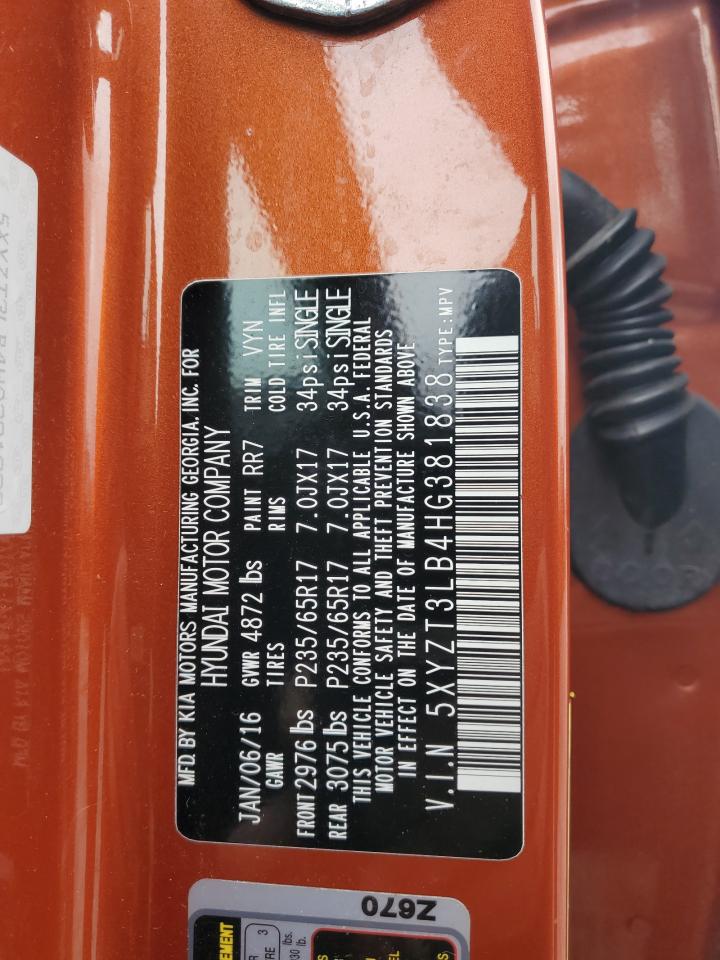 MFD. BY KIA MOTORS MANUFACTURING GEORGIA, INC. FOR
HYUNDAI MOTOR COMPANY
JAN/06/16 GWR 4872 lbs PAINT RR7 TRIM VYN
GAWR TIRES RIMS COLD TIRE INFL
FRONT 2976 lbs P235/65R17 7.0JX17 34psi SINGLE
REAR 3075 lbs P235/65R17 7.0JX17 34psi SINGLE
THIS VEHICLE CONFORMS TO ALL APPLICABLE U.S.A. FEDERAL
MOTOR VEHICLE SAFETY AND THEFT PREVENTION STANDARDS
IN EFFECT ON THE DATE OF MANUFACTURE SHOWN ABOVE
V.I.N 5XYZT3LB4HG381838 TYPE:MPV
Z670